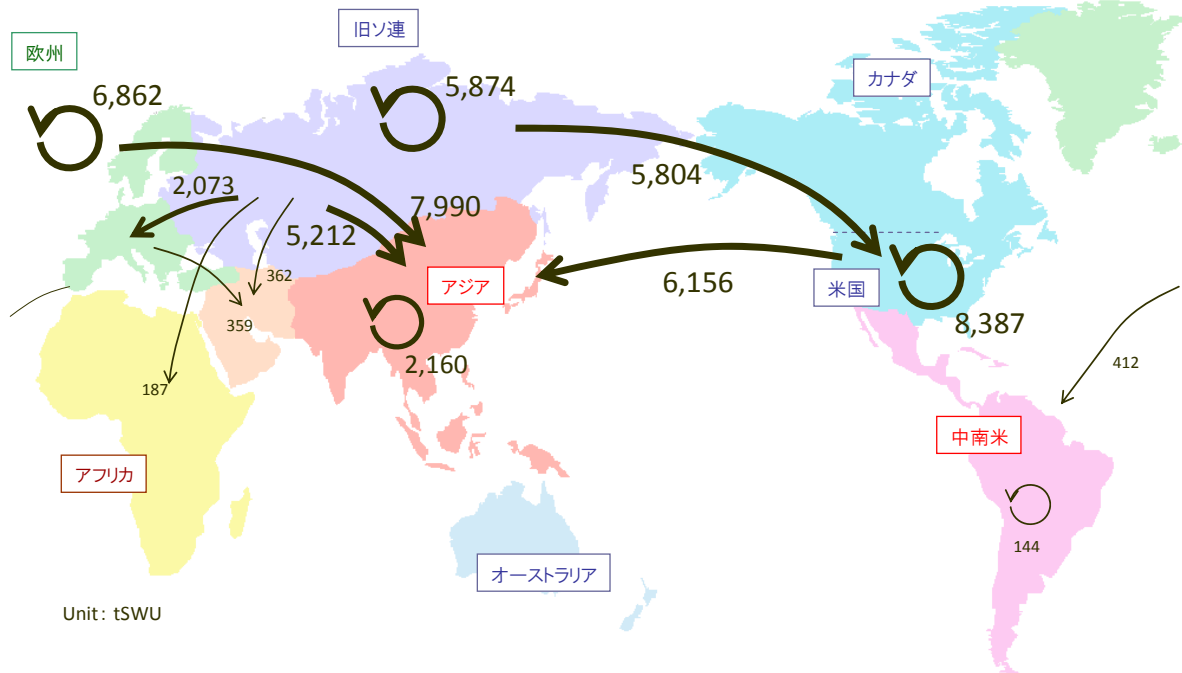 旧ソ連
欧州
カナダ
6,862
5,874
2,073
5,804
7,990
5,212
362
アジア
6,156
米国
359
8,387
2,160
412
187
中南米
アフリカ
144
オーストラリア
Unit: tSWU